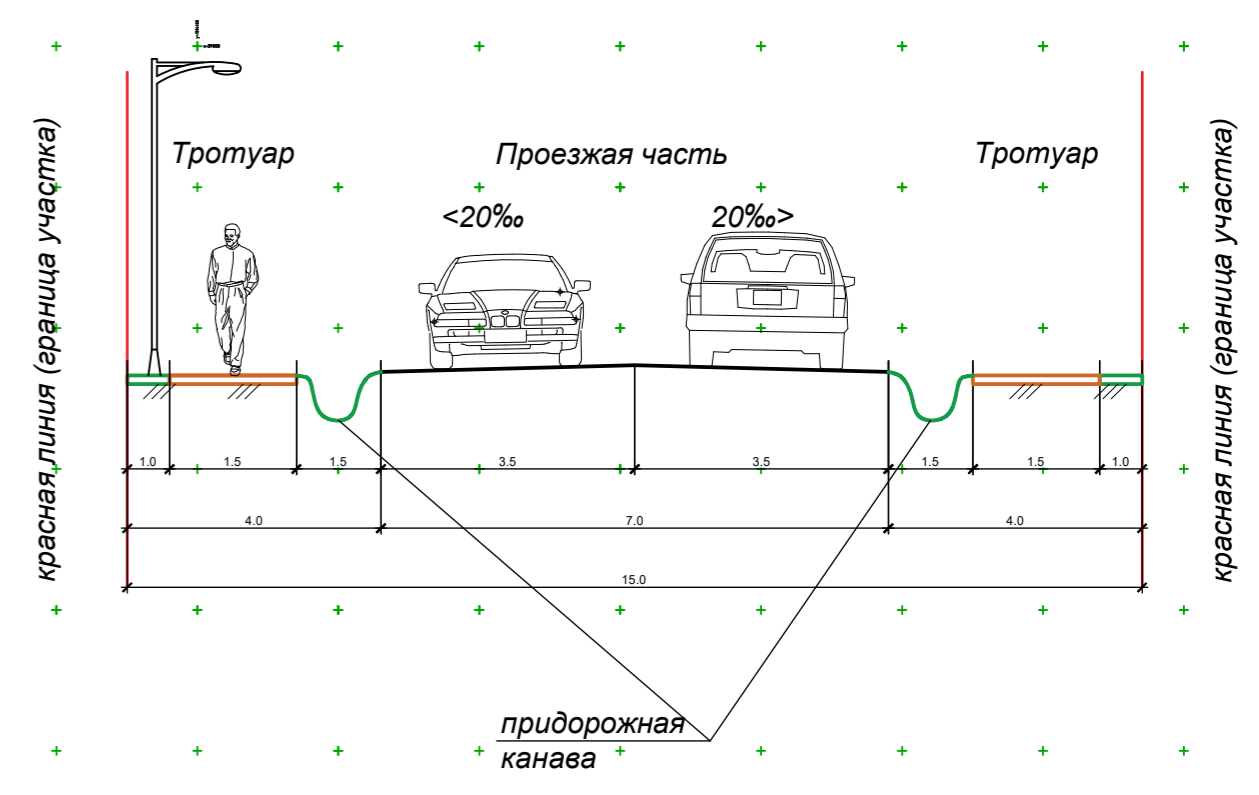 красная линия (граница участка)
Тротуар
Проезжая часть
Тротуар
красная линия (граница участка)
<20‰
20‰>
1.0
1.5
1.5
3.5
3.5
1.5
1.5
1.0
4.0
7.0
4.0
15.0
придорожная
канава